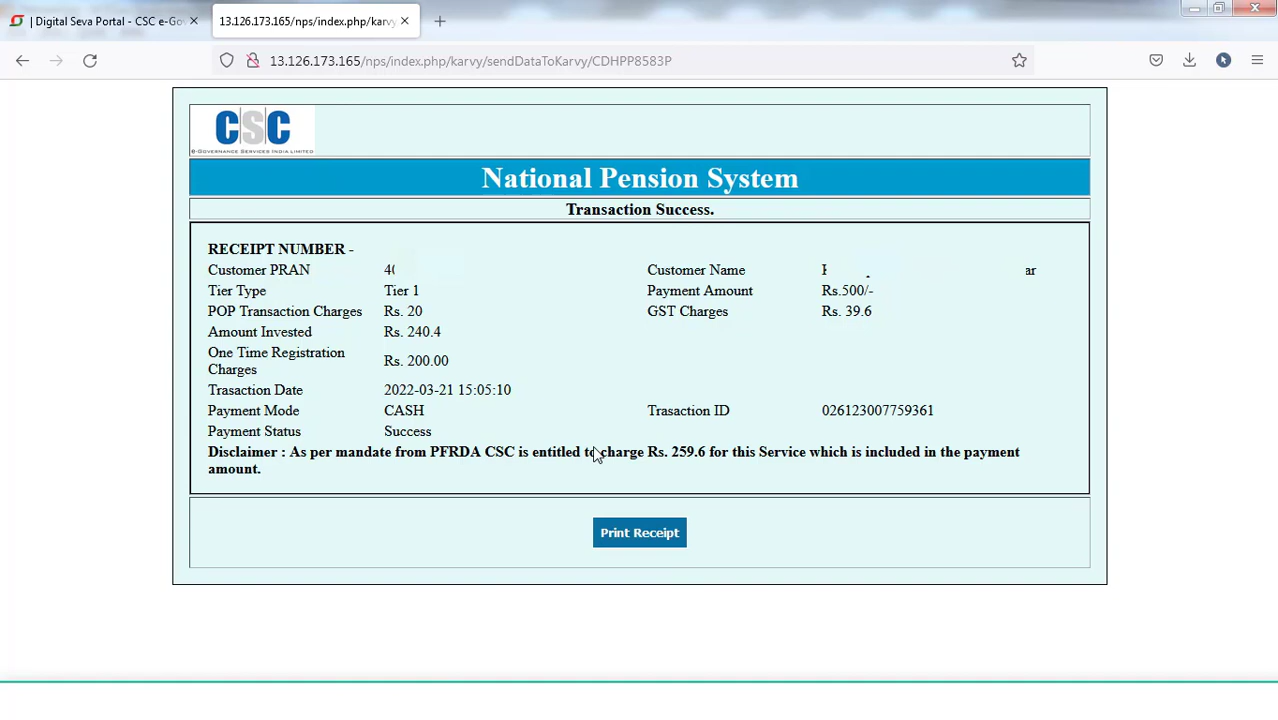 | Digital Seva Portal - CSC e-Gov
13.126.173.165/nps/index.php/karvy
13.126.173.165/nps/index.php/karvy/sendDataToKarvy/CDHPP8583P
CSC
e-GOVERNANCE SERVICES INDIA LIMITED
National Pension System
Transaction Success.
RECEIPT NUMBER -
Customer PRAN 40 Customer Name ar
Tier Type Tier 1 Payment Amount Rs.500/-
POP Transaction Charges Rs. 20 GST Charges Rs. 39.6
Amount Invested Rs. 240.4
One Time Registration
Charges Rs. 200.00
Trasaction Date 2022-03-21 15:05:10
Payment Mode CASH Trasaction ID 026123007759361
Payment Status Success
Disclaimer : As per mandate from PFRDA CSC is entitled to charge Rs. 259.6 for this Service which is included in the payment
amount.
Print Receipt